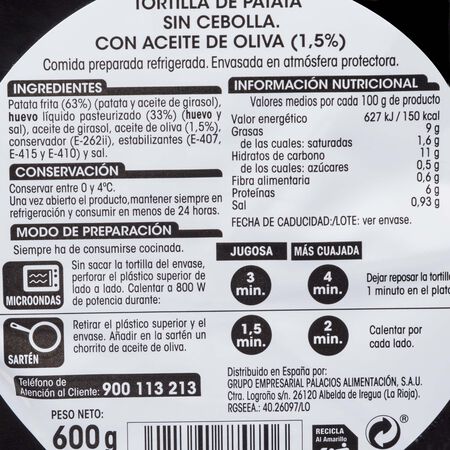 TORTILLA DE PATATA
SIN CEBOLLA.
CON ACEITE DE OLIVA (1,5%)
Comida preparada refrigerada. Envasada en atmósfera protectora.
INGREDIENTES
Patata frita (63%) (patata y aceite de girasol),
huevo líquido pasteurizado (33%) (huevo y
sal), aceite de girasol, aceite de oliva (1,5%),
conservador (E-262ii), estabilizantes (E-407,
E-415 y E-410) y sal.
CONSERVACIÓN
Conservar entre 0 y 4ºC.
Una vez abierto el producto, mantener siempre en
refrigeración y consumir en menos de 24 horas.
INFORMACIÓN NUTRICIONAL
Valores medios por cada 100 g de producto
Valor energético 627 kJ / 150 kcal
Grasas 9 g
de las cuales: saturadas 1,6 g
Hidratos de carbono 11 g
de los cuales: azúcares 0,5 g
Fibra alimentaria 0,6 g
Proteínas 6 g
Sal 0,93 g
FECHA DE CADUCIDAD:/LOTE: ver envase.
MODO DE PREPARACIÓN
Siempre ha de consumirse cocinada.
JUGOSA
MÁS CUAJADA
MICROONDAS
Sin sacar la tortilla del envase,
perforar el plástico superior de
lado a lado. Calentar a 800 W
de potencia durante:
3 min.
4 min.
Dejar reposar la tortilla
1 minuto en el plato
SARTÉN
Retirar el plástico superior y el
envase. Añadir en la sartén un
chorrito de aceite de oliva.
1,5 min.
2 min.
Calentar por
cada lado.
Teléfono de
Atención al Cliente: 900 113 213
Distribuido en España por:
GRUPO EMPRESARIAL PALACIOS ALIMENTACIÓN, S.A.U.
Ctra. Logroño s/n. 26120 Albelda de Iregua (La Rioja).
RGSEEA.: 40.26097/LO
PESO NETO:
600 g
RECICLA
Al Amarillo